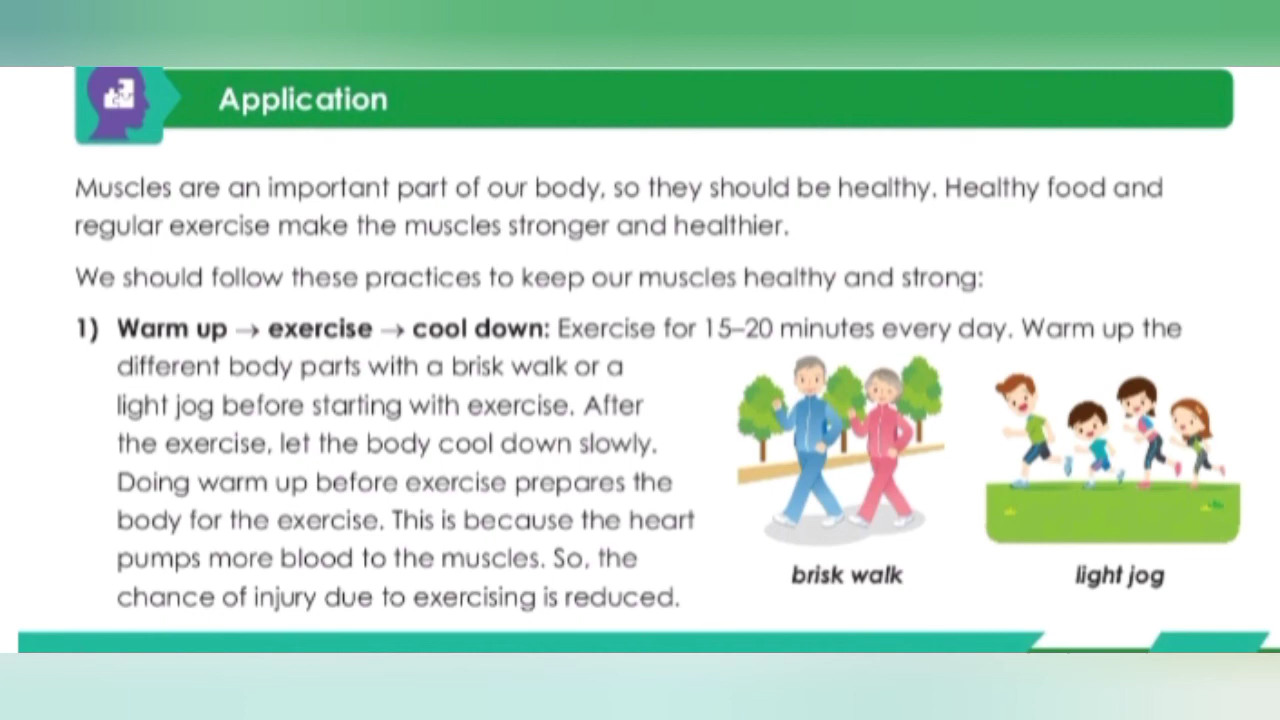 Application
Muscles are an important part of our body, so they should be healthy. Healthy food and
regular exercise make the muscles stronger and healthier.
We should follow these practices to keep our muscles healthy and strong:
1) Warm up → exercise → cool down: Exercise for 15–20 minutes every day. Warm up the
different body parts with a brisk walk or a
light jog before starting with exercise. After
the exercise, let the body cool down slowly.
Doing warm up before exercise prepares the
body for the exercise. This is because the heart
pumps more blood to the muscles. So, the
chance of injury due to exercising is reduced.
brisk walk
light jog